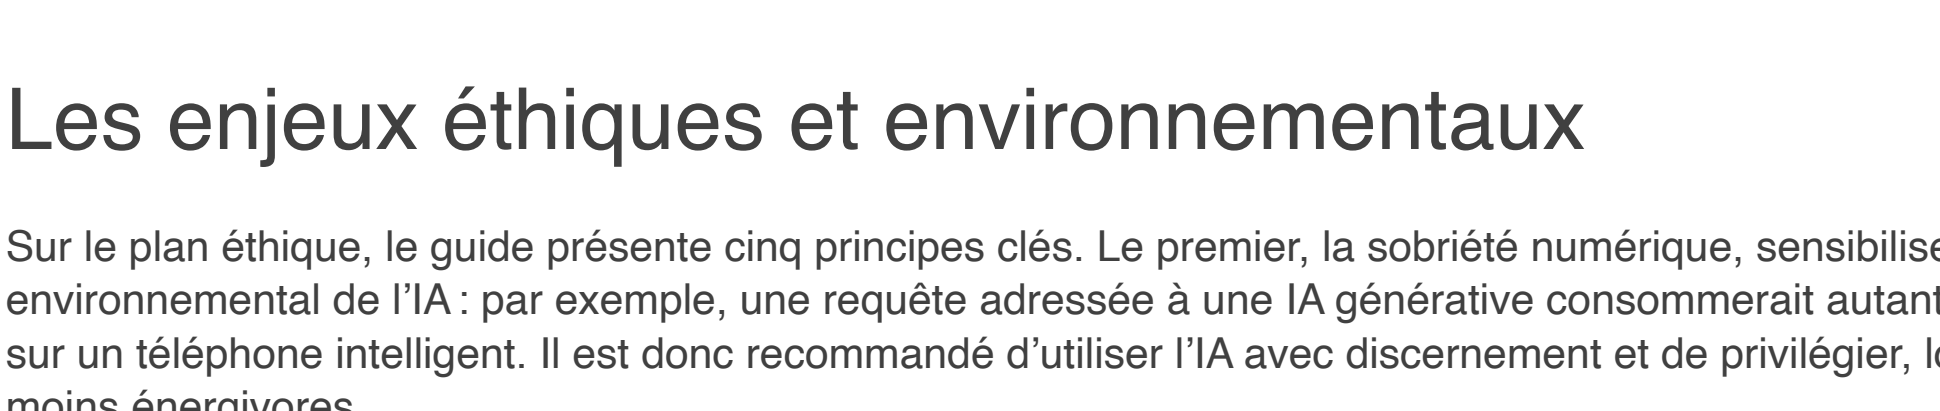 Les enjeux éthiques et environnementaux
Sur le plan éthique, le guide présente cinq principes clés. Le premier, la sobriété numérique, sensibilise
environnemental de l’IA : par exemple, une requête adressée à une IA générative consommerait autant
sur un téléphone intelligent. Il est donc recommandé d’utiliser l’IA avec discernement et de privilégier,
moins énergivores